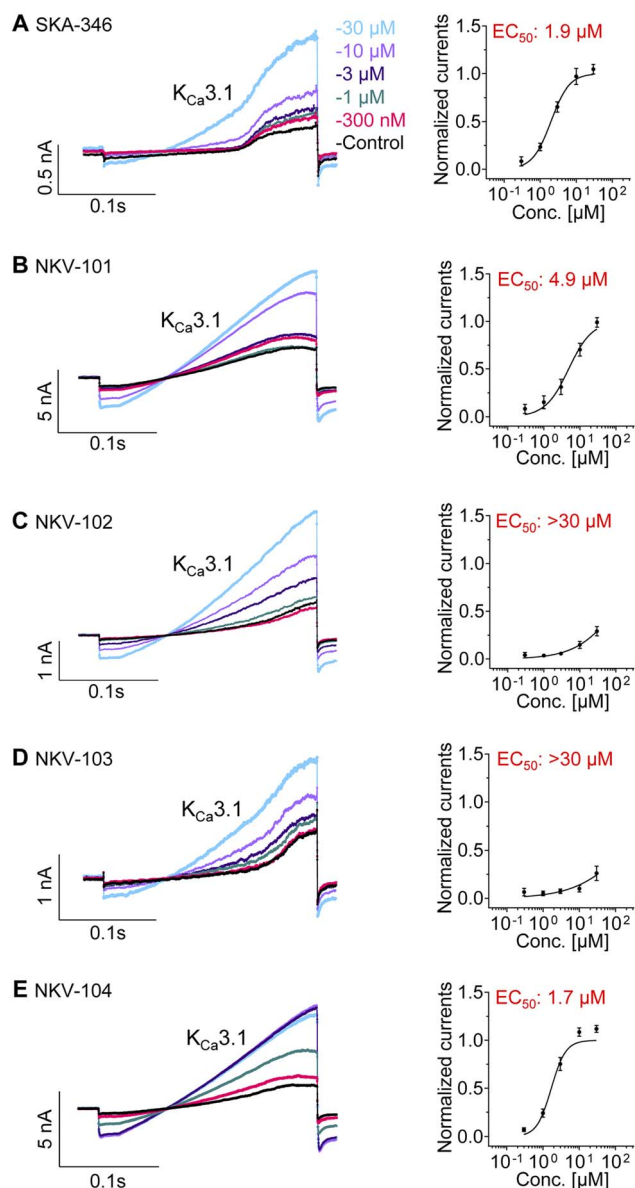 A SKA-346
-30 µM
-10 µM
-3 µM
-1 µM
-300 nM
-Control
KCa3.1
0.5 nA
0.1s
EC50: 1.9 µM
Normalized currents
1.5
1.0
0.5
0.0
10-1 100 101 102
Conc. [µM]
B NKV-101
KCa3.1
5 nA
0.1s
EC50: 4.9 µM
Normalized currents
1.5
1.0
0.5
0.0
10-1 100 101 102
Conc. [µM]
C NKV-102
KCa3.1
1 nA
0.1s
EC50: >30 µM
Normalized currents
1.5
1.0
0.5
0.0
10-1 100 101 102
Conc. [µM]
D NKV-103
KCa3.1
1 nA
0.1s
EC50: >30 µM
Normalized currents
1.5
1.0
0.5
0.0
10-1 100 101 102
Conc. [µM]
E NKV-104
KCa3.1
5 nA
0.1s
EC50: 1.7 µM
Normalized currents
1.5
1.0
0.5
0.0
10-1 100 101 102
Conc. [µM]